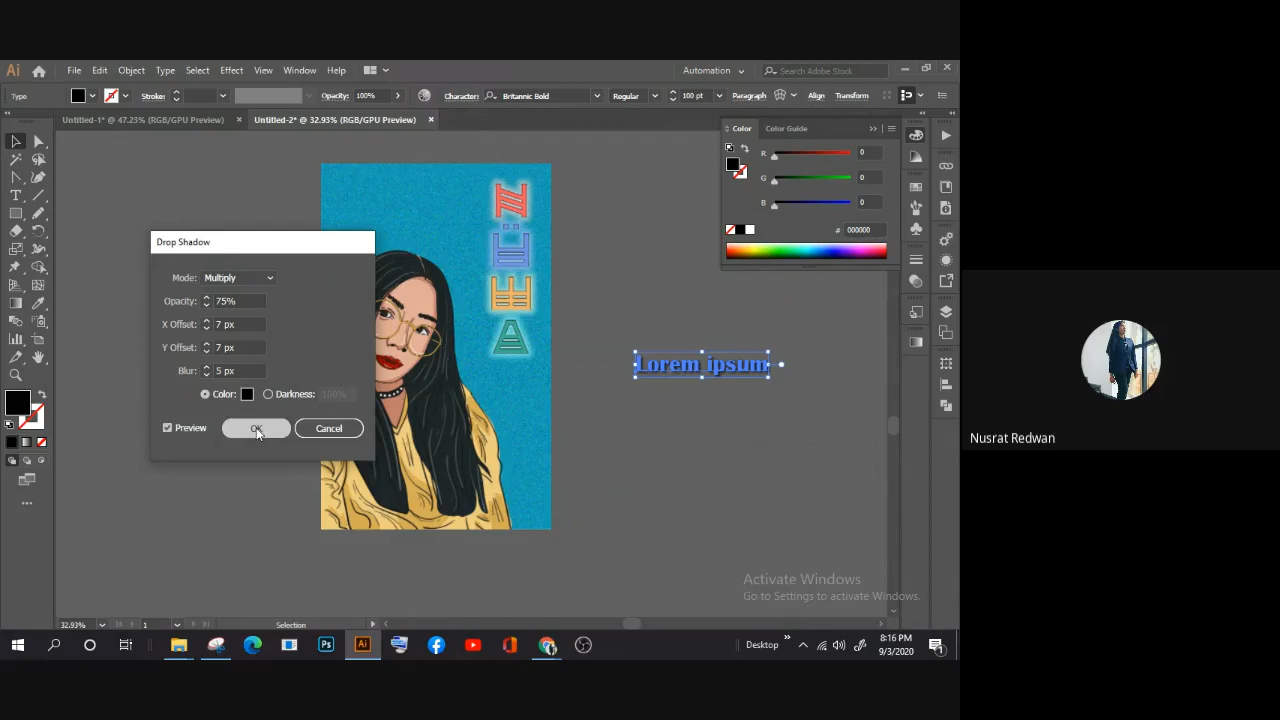 Ai File Edit Object Type Select Effect View Window Help Automation Search Adobe Stock
Type Stroke: Opacity: 100% Character: Britannic Bold Regular 100 pt Paragraph Align Transform
Untitled-1* @ 47.23% (RGB/GPU Preview) × Untitled-2* @ 32.93% (RGB/GPU Preview) ×
Color Color Guide
R 0
G 0
B 0
# 000000
Drop Shadow
Mode: Multiply
Opacity: 75%
X Offset: 7 px
Y Offset: 7 px
Blur: 5 px
Color: Darkness: 100%
Preview OK Cancel
Lorem ipsum
Nusrat Redwan
Activate Windows
Go to Settings to activate Windows.
32.93% 1 Selection
Ps Ai Desktop 8:16 PM
9/3/2020